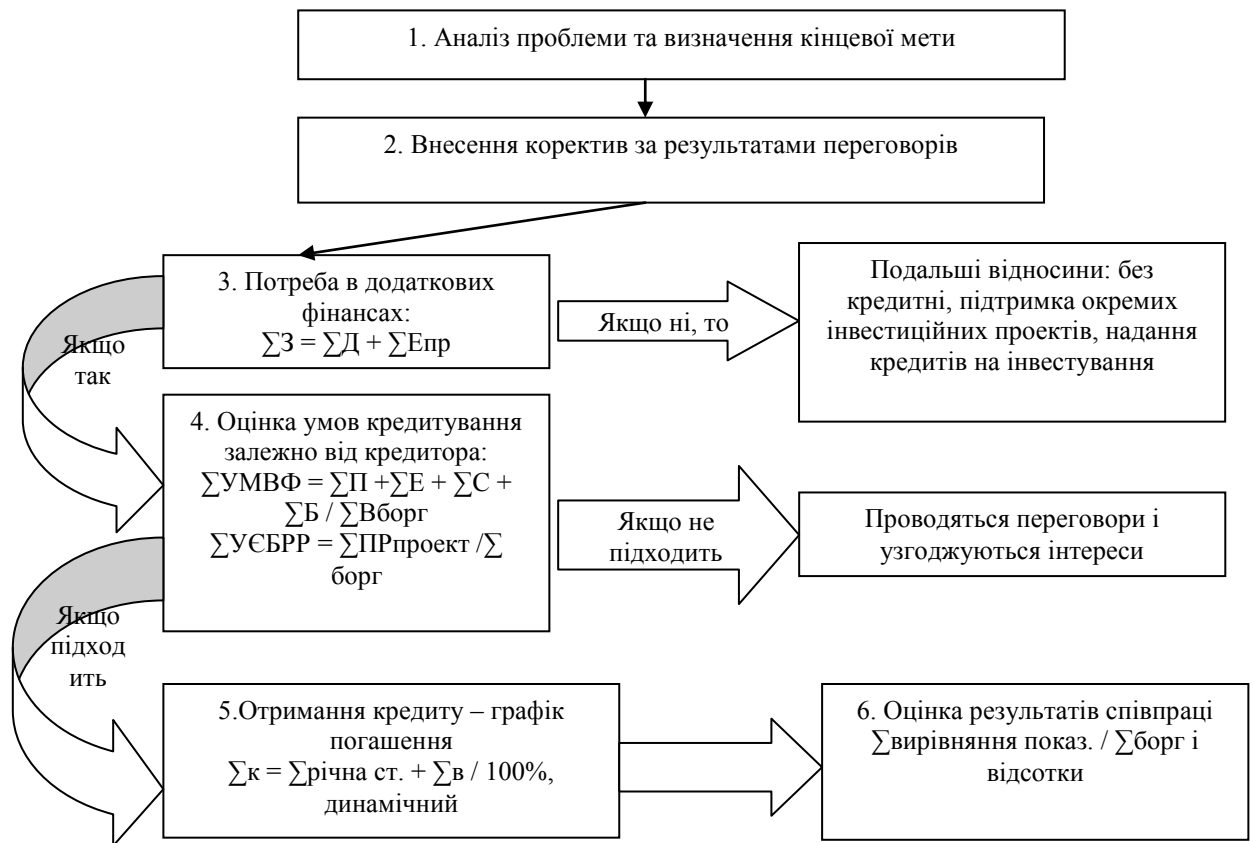 1. Аналіз проблеми та визначення кінцевої мети
2. Внесення коректив за результатами переговорів
3. Потреба в додаткових
фінансах:
∑З = ∑Д + ∑Епр
Якщо ні, то
Подальші відносини: без
кредитні, підтримка окремих
інвестиційних проектів, надання
кредитів на інвестування
Якщо
так
4. Оцінка умов кредитування
залежно від кредитора:
∑УМВФ = ∑П +∑Е + ∑С +
∑Б / ∑Вборг
∑УЄБРР = ∑ПРпроект /∑
борг
Якщо не
підходить
Проводяться переговори і
узгоджуються інтереси
Якщо
підход
ить
5.Отримання кредиту – графік
погашення
∑к = ∑річна ст. + ∑в / 100%,
динамічний
6. Оцінка результатів співпраці
∑вирівняння показ. / ∑борг і
відсотки